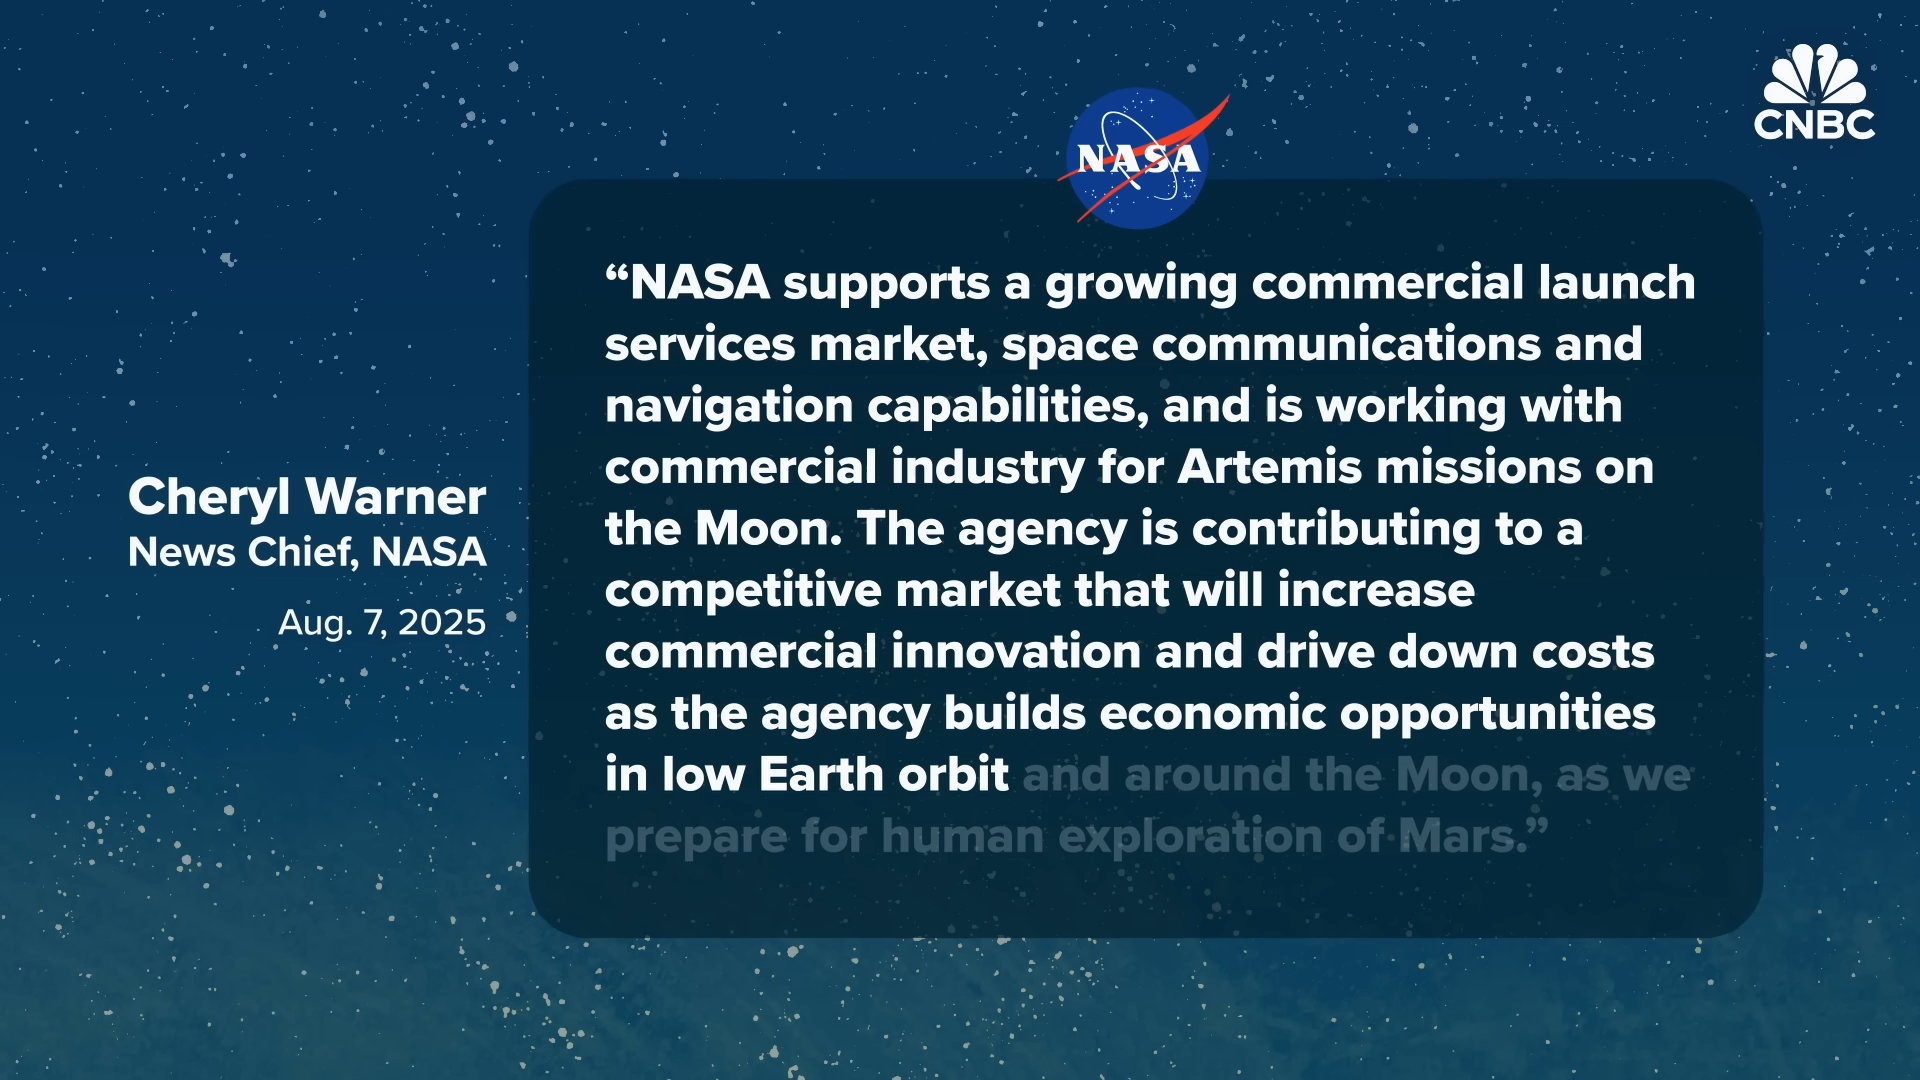 CNBC
NASA
Cheryl Warner
News Chief, NASA
Aug. 7, 2025
“NASA supports a growing commercial launch
services market, space communications and
navigation capabilities, and is working with
commercial industry for Artemis missions on
the Moon. The agency is contributing to a
competitive market that will increase
commercial innovation and drive down costs
as the agency builds economic opportunities
in low Earth orbit and around the Moon, as we
prepare for human exploration of Mars.”